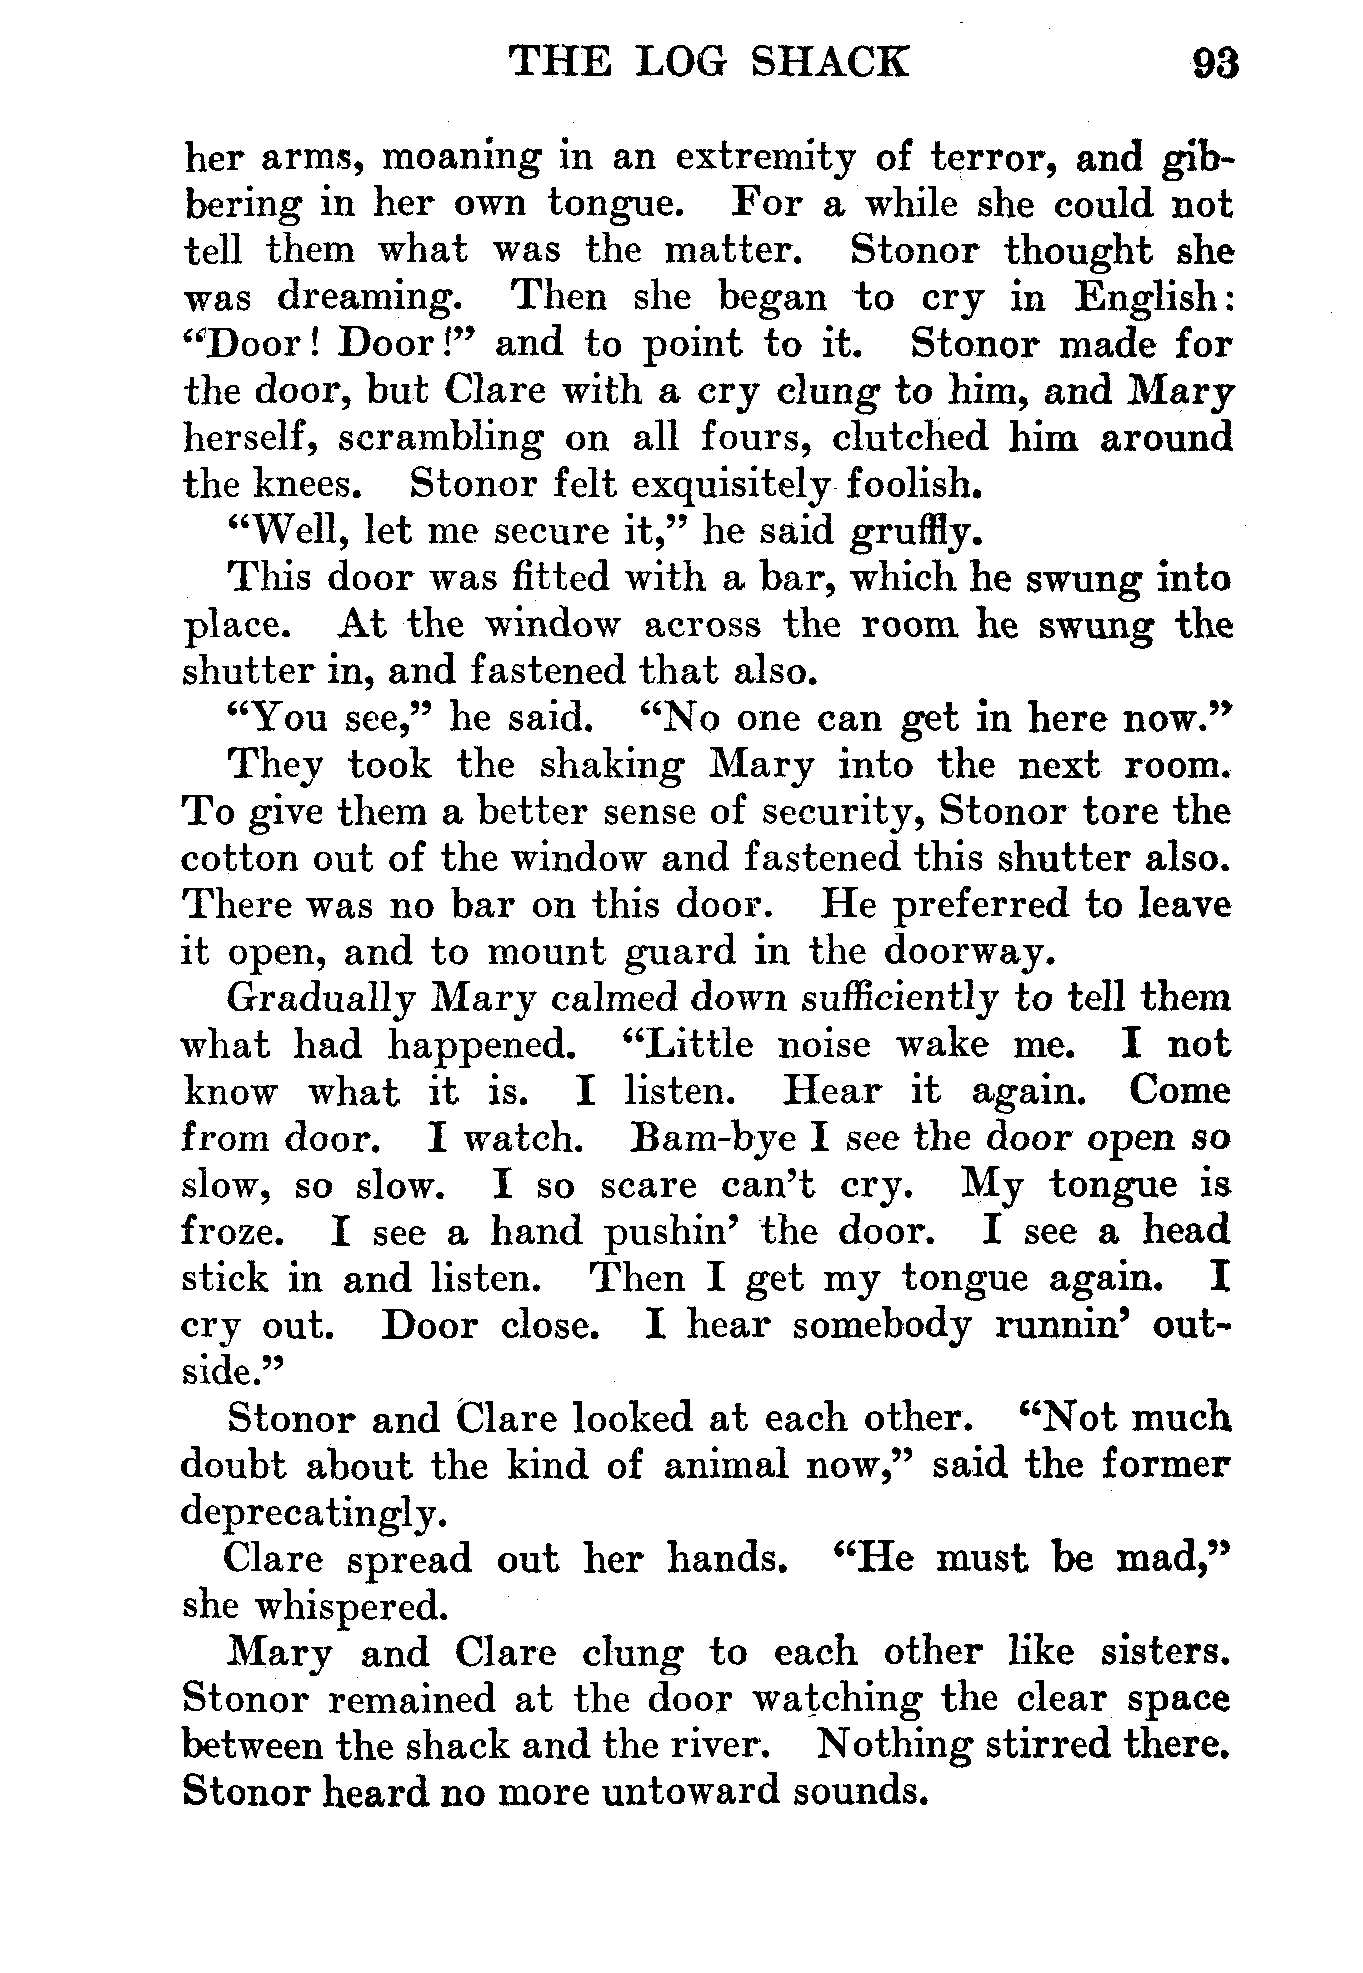 THE LOG SHACK 93
her arms, moaning in an extremity of terror, and gib-
bering in her own tongue. For a while she could not
tell them what was the matter. Stonor thought she
was dreaming. Then she began to cry in English:
“Door! Door!” and to point to it. Stonor made for
the door, but Clare with a cry clung to him, and Mary
herself, scrambling on all fours, clutched him around
the knees. Stonor felt exquisitely foolish.
“Well, let me secure it,” he said gruffly.
This door was fitted with a bar, which he swung into
place. At the window across the room he swung the
shutter in, and fastened that also.
“You see,” he said. “No one can get in here now.”
They took the shaking Mary into the next room.
To give them a better sense of security, Stonor tore the
cotton out of the window and fastened this shutter also.
There was no bar on this door. He preferred to leave
it open, and to mount guard in the doorway.
Gradually Mary calmed down sufficiently to tell them
what had happened. “Little noise wake me. I not
know what it is. I listen. Hear it again. Come
from door. I watch. Bam-bye I see the door open so
slow, so slow. I so scare can’t cry. My tongue is
froze. I see a hand pushin’ the door. I see a head
stick in and listen. Then I get my tongue again. I
cry out. Door close. I hear somebody runnin’ out-
side.”
Stonor and Clare looked at each other. “Not much
doubt about the kind of animal now,” said the former
deprecatingly.
Clare spread out her hands. “He must be mad,”
she whispered.
Mary and Clare clung to each other like sisters.
Stonor remained at the door watching the clear space
between the shack and the river. Nothing stirred there.
Stonor heard no more untoward sounds.